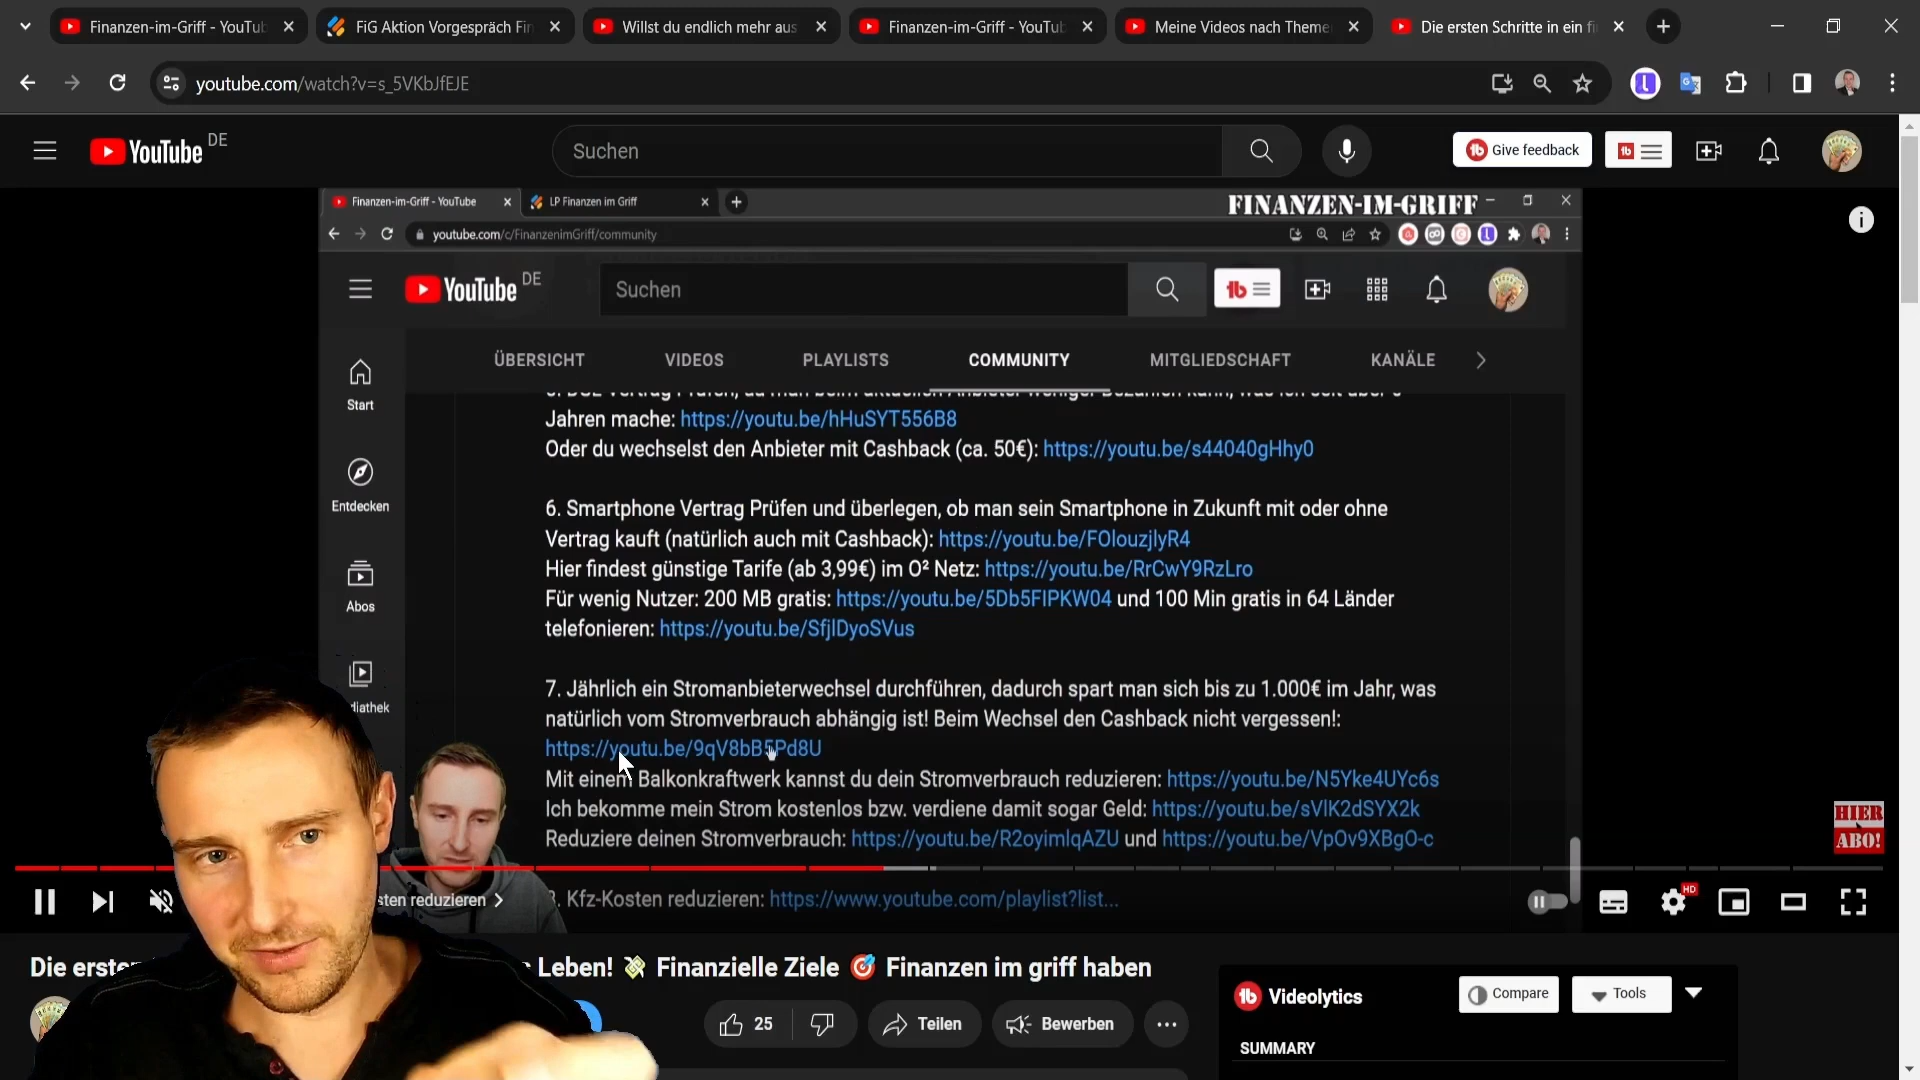 Finanzen-im-Griff - YouTub
FiG Aktion Vorgespräch Fin
Willst du endlich mehr aus
Finanzen-im-Griff - YouTub
Meine Videos nach Theme
Die ersten Schritte in ein fi
youtube.com/watch?v=s_5VKbJfEJE
YouTube DE
Suchen
Give feedback
Finanzen-im-Griff - YouTube
LP Finanzen im Griff
FINANZEN-IM-GRIFF
youtube.com/c/FinanzenimGriff/community
YouTube DE
Suchen
ÜBERSICHT
VIDEOS
PLAYLISTS
COMMUNITY
MITGLIEDSCHAFT
KANÄLE
Start
Entdecken
Abos
diathek
Jahren mache: https://youtu.be/hHuSYT556B8
Oder du wechselst den Anbieter mit Cashback (ca. 50€): https://youtu.be/s44040gHhy0
6. Smartphone Vertrag Prüfen und überlegen, ob man sein Smartphone in Zukunft mit oder ohne
Vertrag kauft (natürlich auch mit Cashback): https://youtu.be/FOlouzjlyR4
Hier findest günstige Tarife (ab 3,99€) im O² Netz: https://youtu.be/RrCwY9RzLro
Für wenig Nutzer: 200 MB gratis: https://youtu.be/5Db5FIPKW04 und 100 Min gratis in 64 Länder
telefonieren: https://youtu.be/SfjlDyoSVus
7. Jährlich ein Stromanbieterwechsel durchführen, dadurch spart man sich bis zu 1.000€ im Jahr, was
natürlich vom Stromverbrauch abhängig ist! Beim Wechsel den Cashback nicht vergessen!:
https://youtu.be/9qV8bB5Pd8U
Mit einem Balkonkraftwerk kannst du dein Stromverbrauch reduzieren: https://youtu.be/N5Yke4UYc6s
Ich bekomme mein Strom kostenlos bzw. verdiene damit sogar Geld: https://youtu.be/sVlK2dSYX2k
Reduziere deinen Stromverbrauch: https://youtu.be/R2oyimlqAZU und https://youtu.be/VpOv9XBgO-c
HIER
ABO!
sten reduzieren
8. Kfz-Kosten reduzieren: https://www.youtube.com/playlist?list...
HD
Die erste Leben! 💸 Finanzielle Ziele 🎯 Finanzen im griff haben
25
Teilen
Bewerben
Videolytics
Compare
Tools
SUMMARY